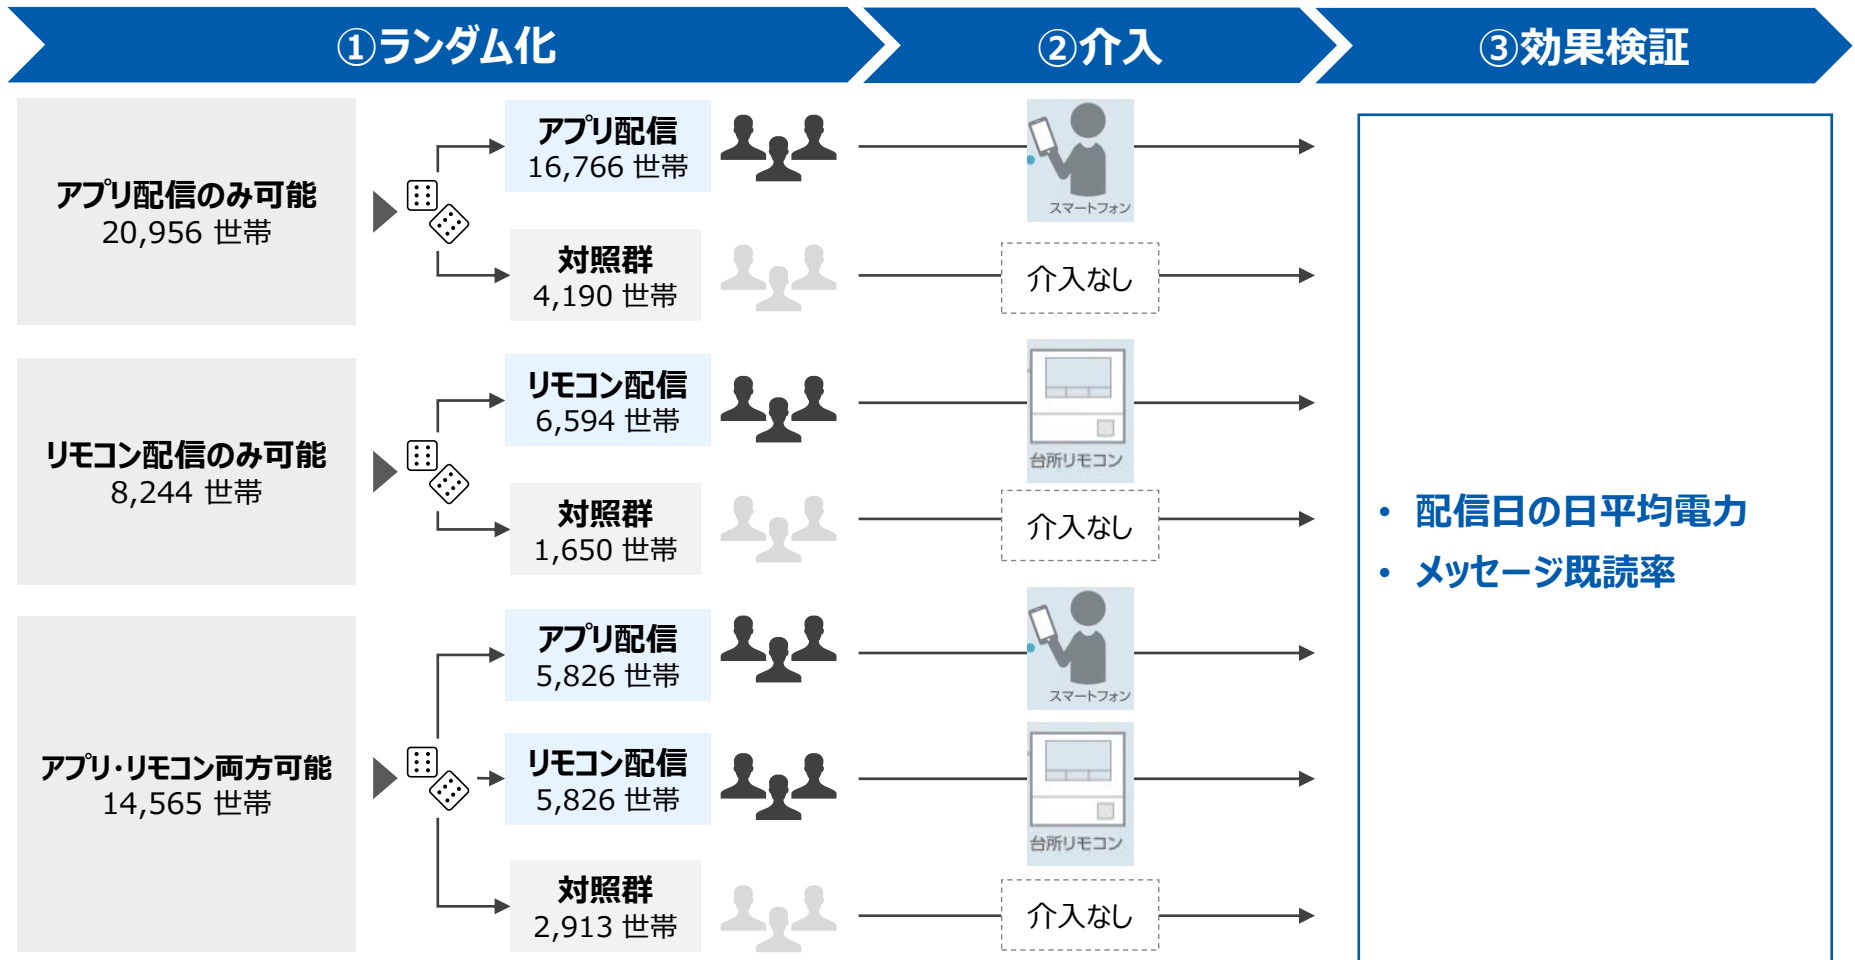 ①ランダム化
②介入
③効果検証
アプリ配信のみ可能
20,956 世帯
アプリ配信
16,766 世帯
スマートフォン
対照群
4,190 世帯
介入なし
リモコン配信のみ可能
8,244 世帯
リモコン配信
6,594 世帯
台所リモコン
対照群
1,650 世帯
介入なし
アプリ・リモコン両方可能
14,565 世帯
アプリ配信
5,826 世帯
スマートフォン
リモコン配信
5,826 世帯
台所リモコン
対照群
2,913 世帯
介入なし
• 配信日の日平均電力
• メッセージ既読率